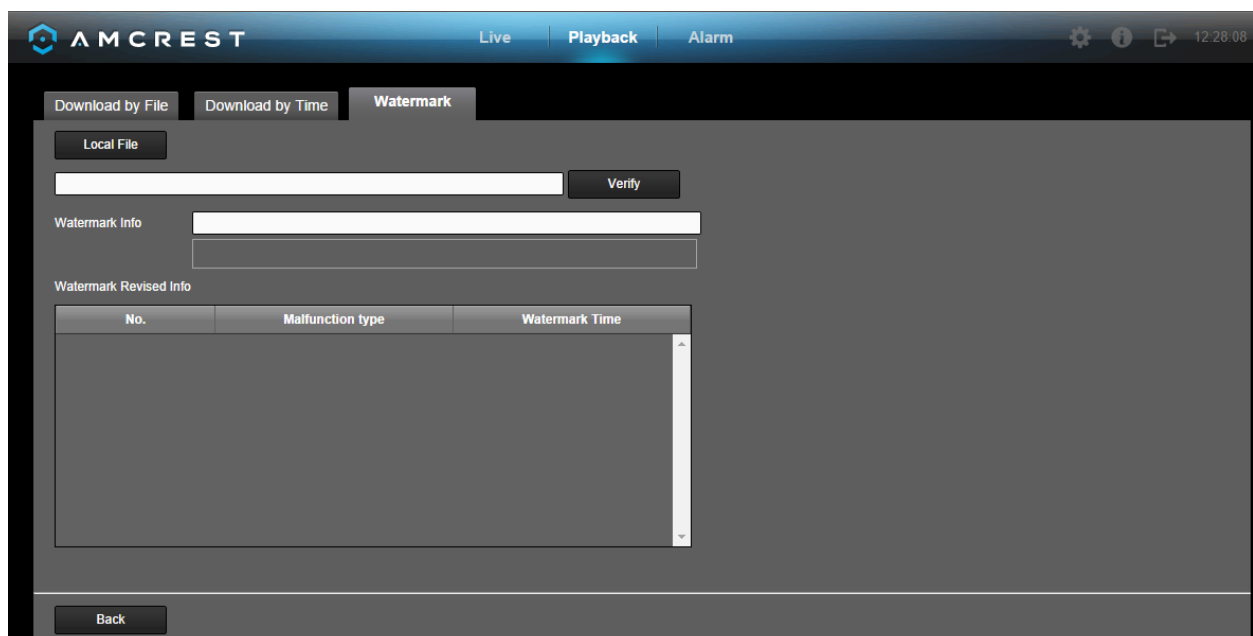 AMCREST Live Playback Alarm 12:28:08
Download by File Download by Time Watermark
Local File
Verify
Watermark Info
Watermark Revised Info
No. Malfunction type Watermark Time
Back